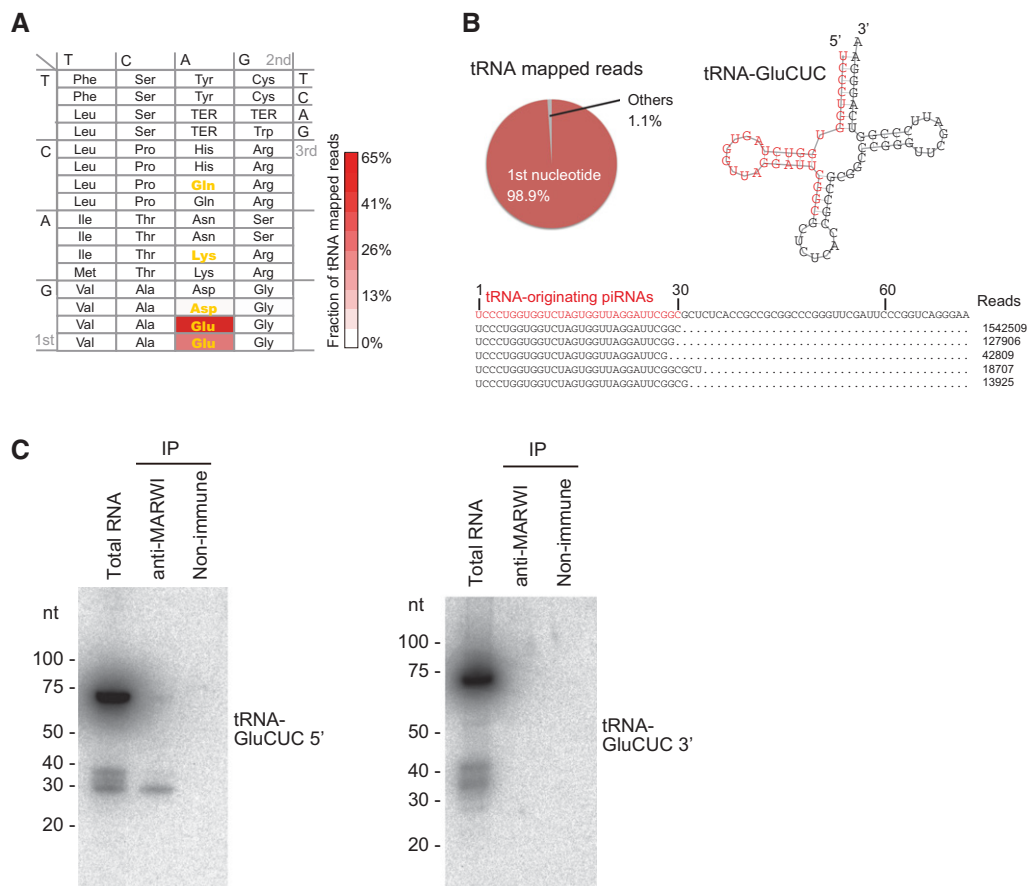 A
T C A G 2nd
T Phe Ser Tyr Cys T
Phe Ser Tyr Cys C
Leu Ser TER TER A
Leu Ser TER Trp G
C Leu Pro His Arg 3rd
Leu Pro His Arg
Leu Pro Gln Arg
Leu Pro Gln Arg
A Ile Thr Asn Ser
Ile Thr Asn Ser
Ile Thr Lys Arg
Met Thr Lys Arg
G Val Ala Asp Gly
Val Ala Asp Gly
Val Ala Glu Gly
1st Val Ala Glu Gly
Fraction of tRNA mapped reads
65%
41%
26%
13%
0%
B
tRNA mapped reads
Others
1.1%
1st nucleotide
98.9%
tRNA-GluCUC
5’
3’
1 30 60 Reads
tRNA-originating piRNAs
UCCCUGGUGGUCUAGUGGUUAGGAUUCGGCGCUCUCACCGCCGCGGCCCGGGUUCGAUUCCCGGUCAGGGAA
UCCCUGGUGGUCUAGUGGUUAGGAUUCGGC.......................................... 1542509
UCCCUGGUGGUCUAGUGGUUAGGAUUCGG........................................... 127906
UCCCUGGUGGUCUAGUGGUUAGGAUUCG............................................ 42809
UCCCUGGUGGUCUAGUGGUUAGGAUUCGGCGCU....................................... 18707
UCCCUGGUGGUCUAGUGGUUAGGAUUCGGCG......................................... 13925
C
IP
Total RNA
anti-MARWI
Non-immune
nt
100 -
75 -
50 -
40 -
30 -
20 -
tRNA-
GluCUC 5’
IP
Total RNA
anti-MARWI
Non-immune
nt
100 -
75 -
50 -
40 -
30 -
20 -
tRNA-
GluCUC 3’